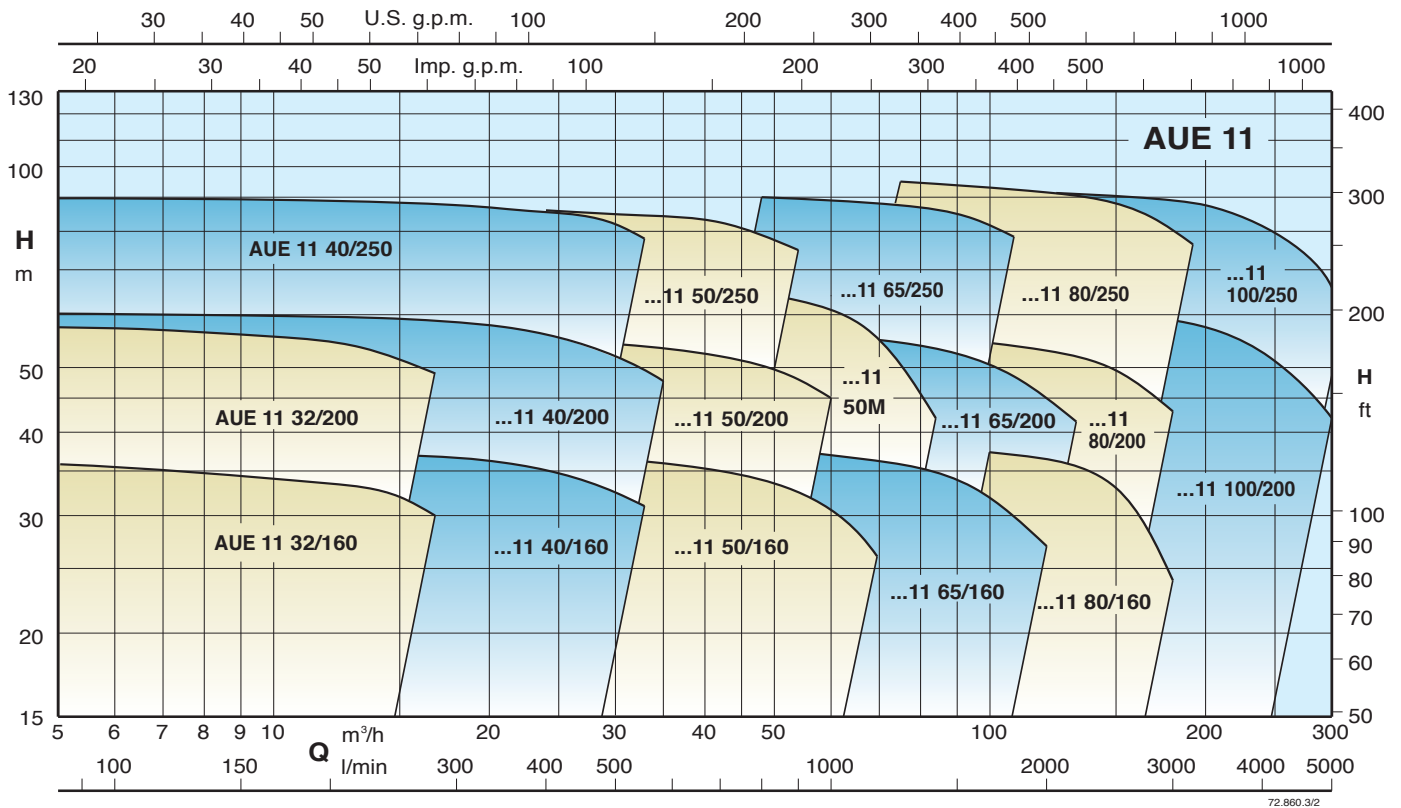 30 40 50 U.S. g.p.m. 100 200 300 400 500 1000
20 30 40 50 Imp. g.p.m. 100 200 300 400 500 1000
130
400
AUE 11
100
300
H
m
AUE 11 40/250
...11 50/250
...11 65/250
...11 80/250
...11
100/250
200
50
H
ft
...11
50M
AUE 11 32/200
...11 40/200
...11 50/200
...11 65/200
...11
80/200
40
...11 100/200
30
100
AUE 11 32/160
...11 40/160
...11 50/160
90
...11 65/160
...11 80/160
80
70
20
60
15
50
5 6 7 8 9 10 m³/h 20 30 40 50 100 200 300
Q
100 150 l/min 300 400 500 1000 2000 3000 4000 5000
72.860.3/2